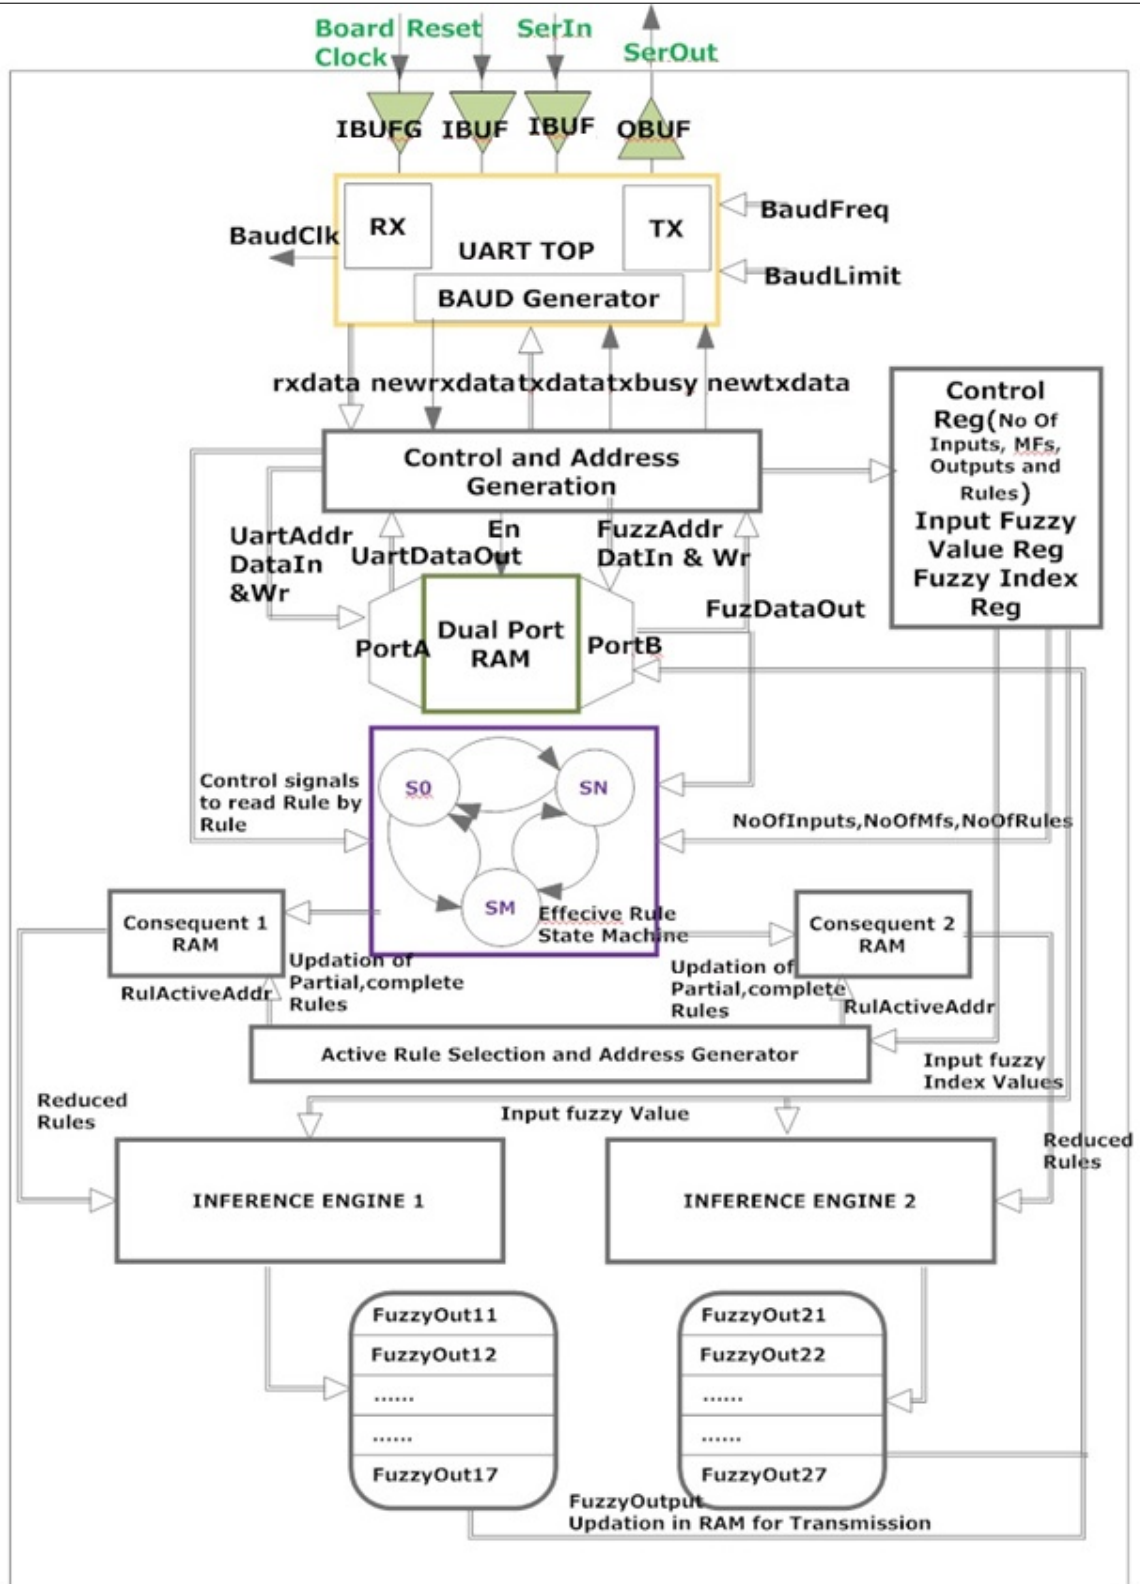 Board Reset SerIn
Clock
SerOut
IBUFG IBUF IBUF OBUF
RX
TX
UART TOP
BAUD Generator
BaudClk
BaudFreq
BaudLimit
rxdata newrxdata txdata txbusy newtxdata
Control
Reg(No Of
Inputs, MFs,
Outputs and
Rules)
Input Fuzzy
Value Reg
Fuzzy Index
Reg
Control and Address
Generation
UartAddr
DataIn
&Wr
UartDataOut
En
FuzzAddr
DatIn & Wr
FuzDataOut
PortA
Dual Port
RAM
PortB
Control signals
to read Rule by
Rule
S0
SN
SM
Effecive Rule
State Machine
NoOfInputs,NoOfMfs,NoOfRules
Consequent 1
RAM
Consequent 2
RAM
RulActiveAddr
Updation of
Partial,complete
Rules
Updation of
Partial,complete
Rules
RulActiveAddr
Active Rule Selection and Address Generator
Input fuzzy
Index Values
Reduced
Rules
Input fuzzy Value
Reduced
Rules
INFERENCE ENGINE 1
INFERENCE ENGINE 2
FuzzyOut11
FuzzyOut12
......
......
FuzzyOut17
FuzzyOut21
FuzzyOut22
......
......
FuzzyOut27
FuzzyOutput
Updation in RAM for Transmission